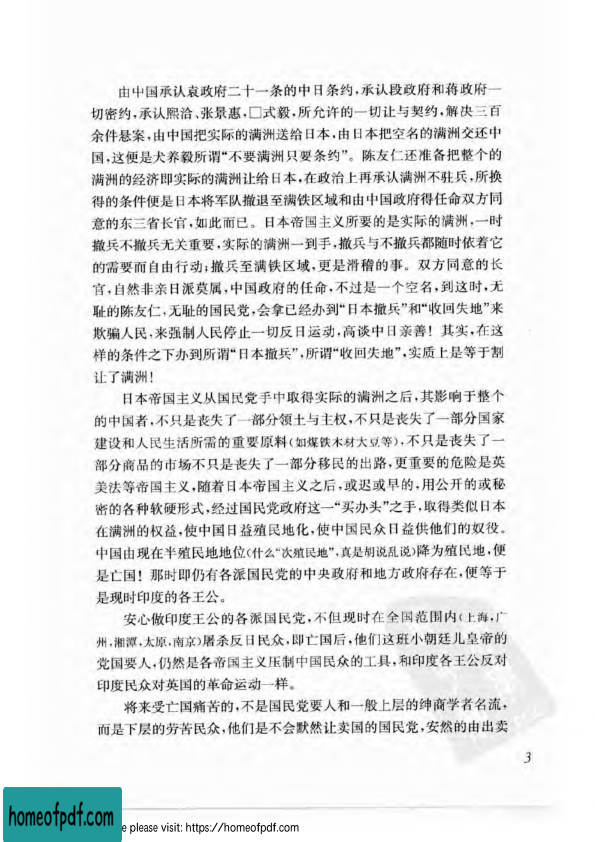 由中国承认袁政府二十一条的中日条约,承认段政府和蒋政府一
切密约,承认熙洽、张景惠,□式毅,所允许的一切让与契约,解决三百
余件悬案,由中国把实际的满洲送给日本,由日本把空名的满洲交还中
国,这便是犬养毅所谓“不要满洲只要条约”。陈友仁还准备把整个的
满洲的经济即实际的满洲让给日本,在政治上再承认满洲不驻兵,所换
得的条件便是日本将军队撤退至满铁区域和由中国政府得任命双方同
意的东三省长官,如此而已。日本帝国主义所要的是实际的满洲,一时
撤兵不撤兵无关重要,实际的满洲一到手,撤兵与不撤兵都随时依着它
的需要而自由行动;撤兵至满铁区域,更是滑稽的事。双方同意的长
官,自然非亲日派莫属,中国政府的任命,不过是一个空名,到这时,无
耻的陈友仁,无耻的国民党,会拿已经办到“日本撤兵”和“收回失地”来
欺骗人民,来强制人民停止一切反日运动,高谈中日亲善!其实,在这
样的条件之下办到所谓“日本撤兵”,所谓“收回失地”,实质上是等于割
让了满洲!
日本帝国主义从国民党手中取得实际的满洲之后,其影响于整个
的中国者,不只是丧失了一部分领土与主权,不只是丧失了一部分国家
建设和人民生活所需的重要原料(如煤铁木材大豆等),不只是丧失了一
部分商品的市场不只是丧失了一部分移民的出路,更重要的危险是英
美法等帝国主义,随着日本帝国主义之后,或迟或早的,用公开的或秘
密的各种软硬形式,经过国民党政府这一“买办头”之手,取得类似日本
在满洲的权益,使中国日益殖民地化,使中国民众日益供他们的奴役。
中国由现在半殖民地地位(什么“次殖民地”,真是胡说乱说)降为殖民地,便
是亡国!那时即仍有各派国民党的中央政府和地方政府存在,便等于
是现时印度的各王公。
安心做印度王公的各派国民党,不但现时在全国范围内(上海,广
州,湘潭,太原,南京)屠杀反日民众,即亡国后,他们这班小朝廷儿皇帝的
党国要人,仍然是各帝国主义压制中国民众的工具,和印度各王公反对
印度民众对英国的革命运动一样。
将来受亡国痛苦的,不是国民党要人和一般上层的绅商学者名流,
而是下层的劳苦民众,他们是不会默然让卖国的国民党,安然的由出卖
3
homeofpdf.com
e please visit: https://homeofpdf.com